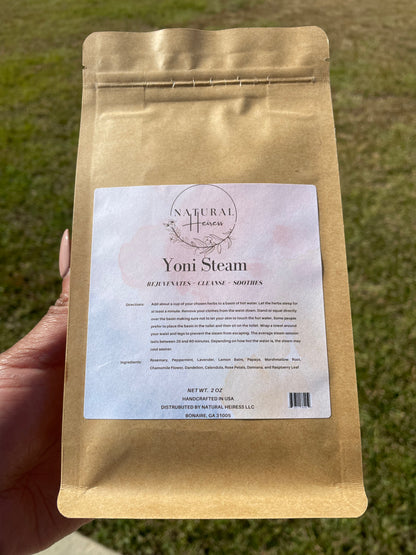 NATURAL
Heiress
Yoni Steam
REJUVENATES - CLEANSE - SOOTHES
Directions: Add about a cup of your chosen herbs to a basin of hot water. Let the herbs steep for
at least a minute. Remove your clothes from the waist down. Stand or squat directly
over the basin making sure not to let your skin to touch the hot water. Some people
prefer to place the basin in the toilet and then sit on the toilet. Wrap a towel around
your waist and legs to prevent the steam from escaping. The average steam session
lasts between 20 and 60 minutes. Depending on how hot the water is, the steam may
cool sooner.
Ingredients: Rosemary, Peppermint, Lavender, Lemon Balm, Papaya, Marshmellow Root,
Chamomile Flower, Dandelion, Calendula, Rose Petals, Damiana, and Raspberry Leaf
NET WT. 2 OZ
HANDCRAFTED IN USA
DISTRUBUTED BY NATURAL HEIRESS LLC
BONAIRE, GA 31005